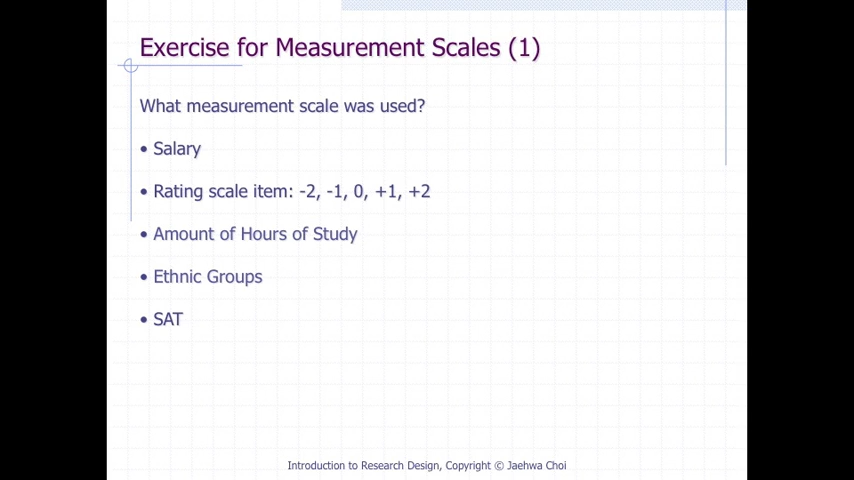 Exercise for Measurement Scales (1)
What measurement scale was used?
• Salary
• Rating scale item: -2, -1, 0, +1, +2
• Amount of Hours of Study
• Ethnic Groups
• SAT
Introduction to Research Design, Copyright © Jaehwa Choi